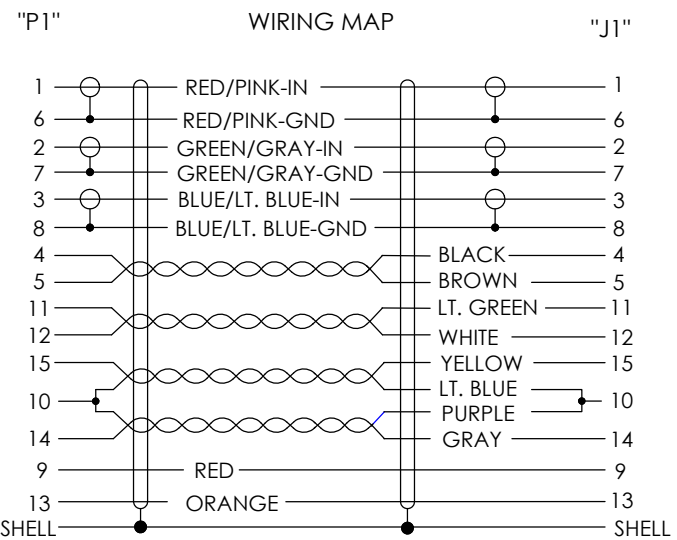 "P1" WIRING MAP "J1"
1 RED/PINK-IN 1
6 RED/PINK-GND 6
2 GREEN/GRAY-IN 2
7 GREEN/GRAY-GND 7
3 BLUE/LT. BLUE-IN 3
8 BLUE/LT. BLUE-GND 8
4 BLACK 4
5 BROWN 5
11 LT. GREEN 11
12 WHITE 12
15 YELLOW 15
LT. BLUE
10 10
PURPLE
14 GRAY 14
9 RED 9
13 ORANGE 13
SHELL SHELL